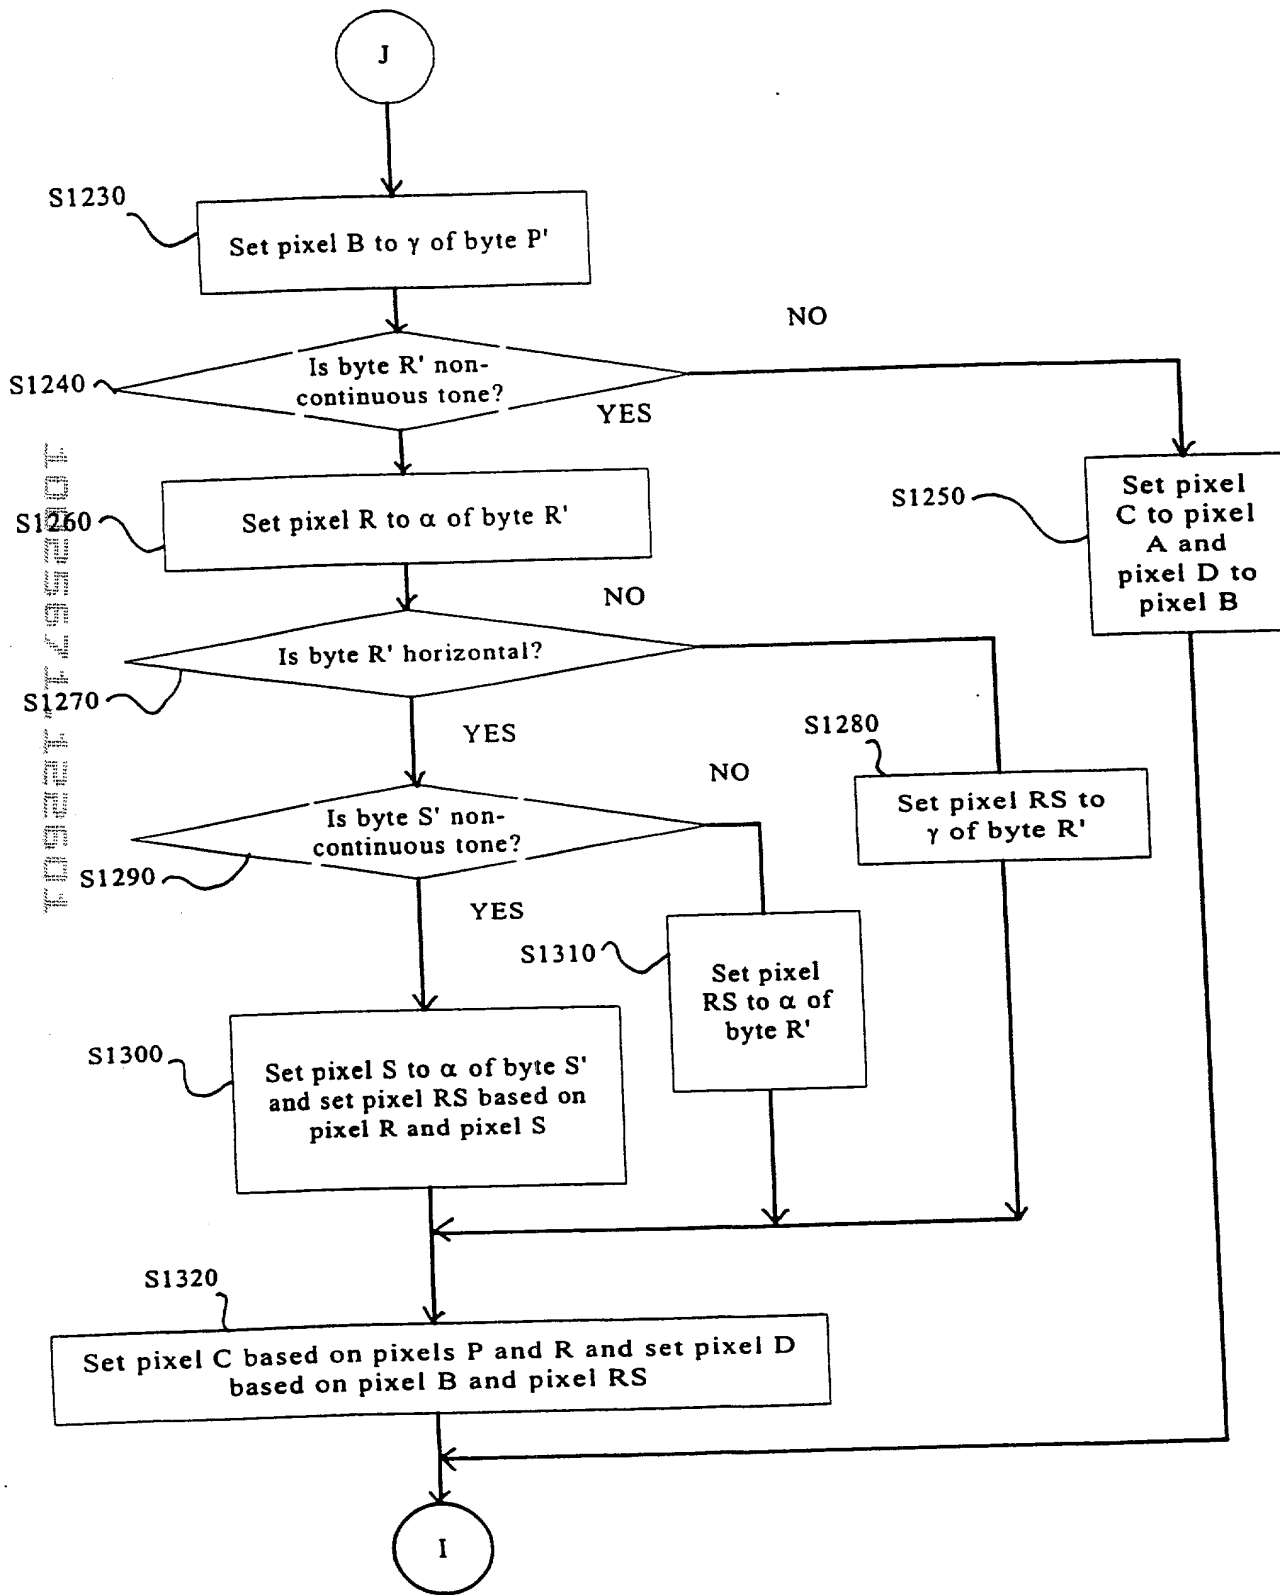 J
S1230
Set pixel B to γ of byte P'
NO
S1240
Is byte R' non-
continuous tone?
YES
S1250
Set pixel
C to pixel
A and
pixel D to
pixel B
S1260
Set pixel R to α of byte R'
NO
Is byte R' horizontal?
S1270
YES
S1280
Set pixel RS to
γ of byte R'
NO
Is byte S' non-
continuous tone?
S1290
YES
S1310
Set pixel
RS to α of
byte R'
S1300
Set pixel S to α of byte S'
and set pixel RS based on
pixel R and pixel S
S1320
Set pixel C based on pixels P and R and set pixel D
based on pixel B and pixel RS
I